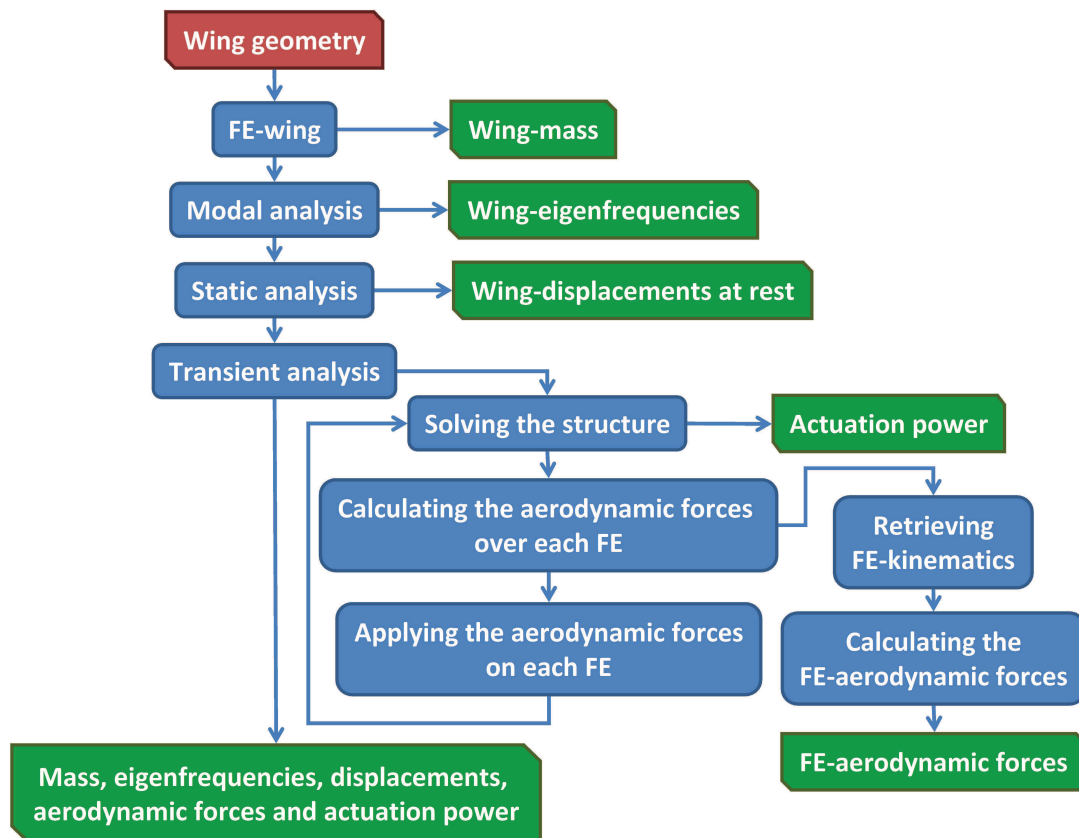 Wing geometry
FE-wing
Wing-mass
Modal analysis
Wing-eigenfrequencies
Static analysis
Wing-displacements at rest
Transient analysis
Solving the structure
Actuation power
Calculating the aerodynamic forces
over each FE
Retrieving
FE-kinematics
Applying the aerodynamic forces
on each FE
Calculating the
FE-aerodynamic forces
FE-aerodynamic forces
Mass, eigenfrequencies, displacements,
aerodynamic forces and actuation power